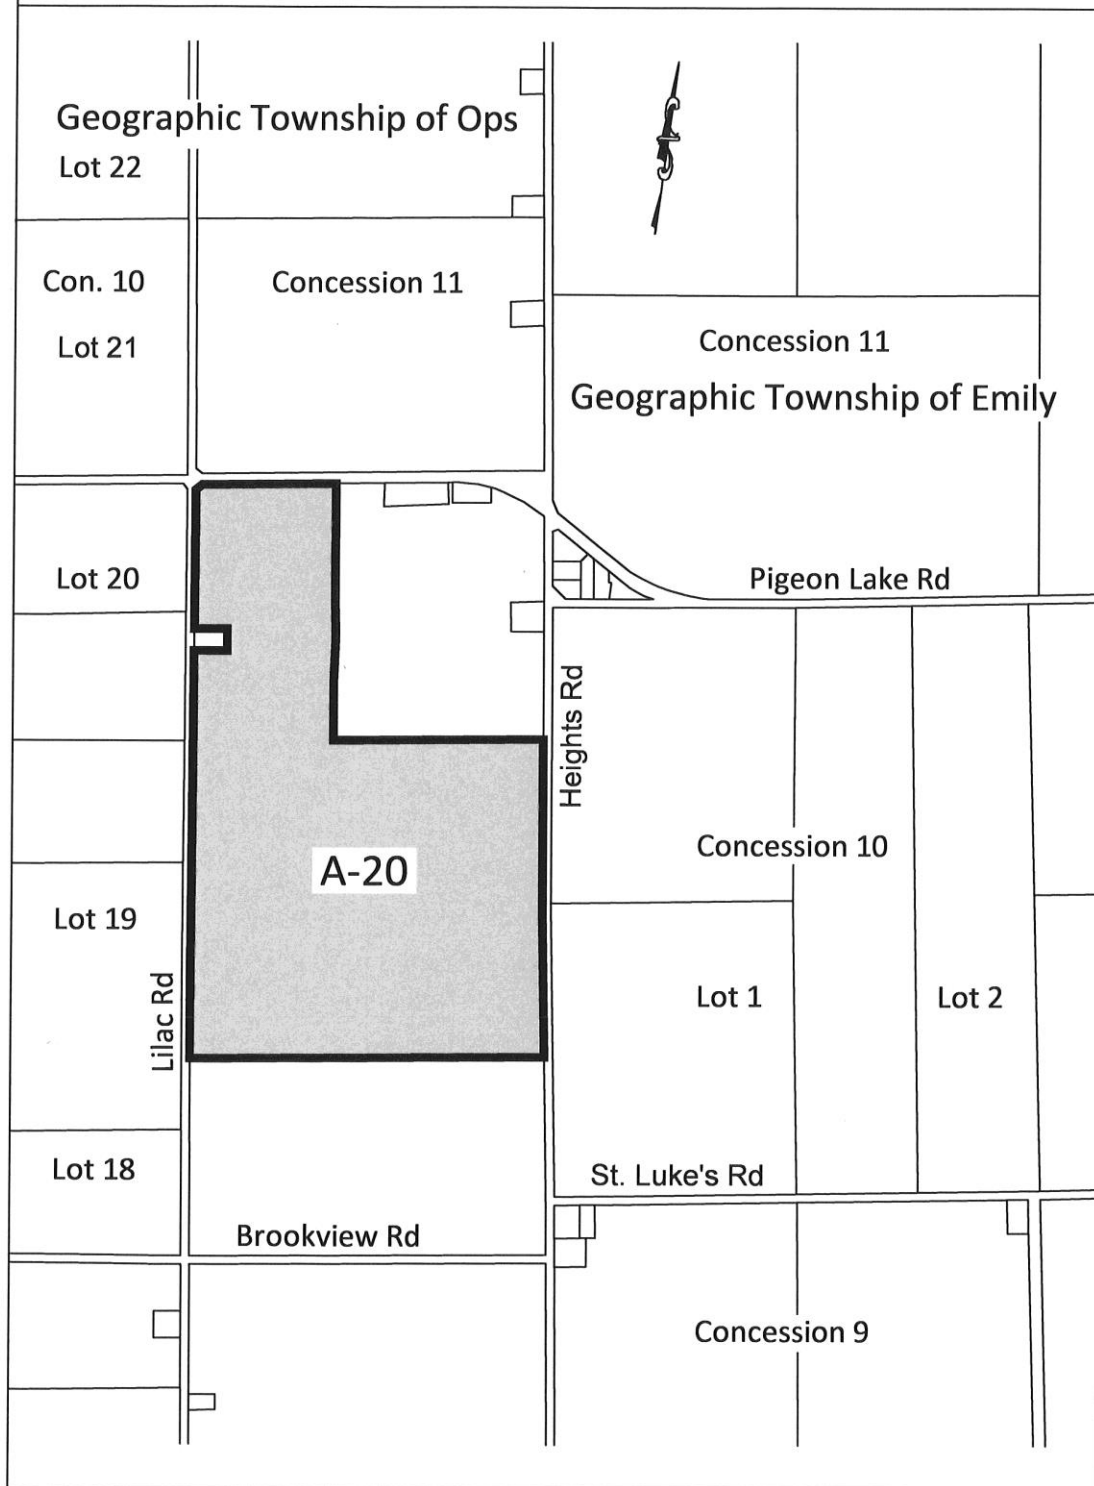 Geographic Township of Ops
Lot 22
Con. 10
Concession 11
Lot 21
Concession 11
Geographic Township of Emily
Lot 20
Pigeon Lake Rd
Heights Rd
Concession 10
A-20
Lot 19
Lilac Rd
Lot 1
Lot 2
Lot 18
St. Luke's Rd
Brookview Rd
Concession 9